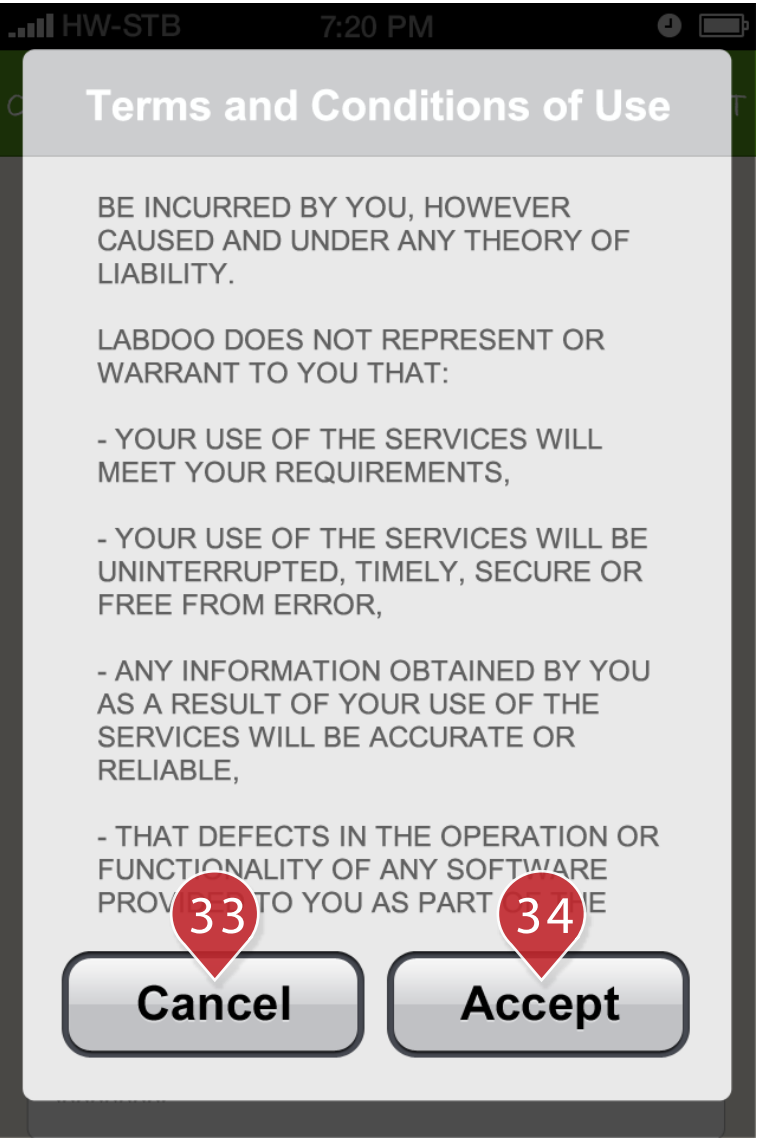 HW-STB 7:20 PM
Terms and Conditions of Use
BE INCURRED BY YOU, HOWEVER
CAUSED AND UNDER ANY THEORY OF
LIABILITY.
LABDOO DOES NOT REPRESENT OR
WARRANT TO YOU THAT:
- YOUR USE OF THE SERVICES WILL
MEET YOUR REQUIREMENTS,
- YOUR USE OF THE SERVICES WILL BE
UNINTERRUPTED, TIMELY, SECURE OR
FREE FROM ERROR,
- ANY INFORMATION OBTAINED BY YOU
AS A RESULT OF YOUR USE OF THE
SERVICES WILL BE ACCURATE OR
RELIABLE,
- THAT DEFECTS IN THE OPERATION OR
FUNCTIONALITY OF ANY SOFTWARE
PROVIDED TO YOU AS PART OF THE
33 34
Cancel Accept